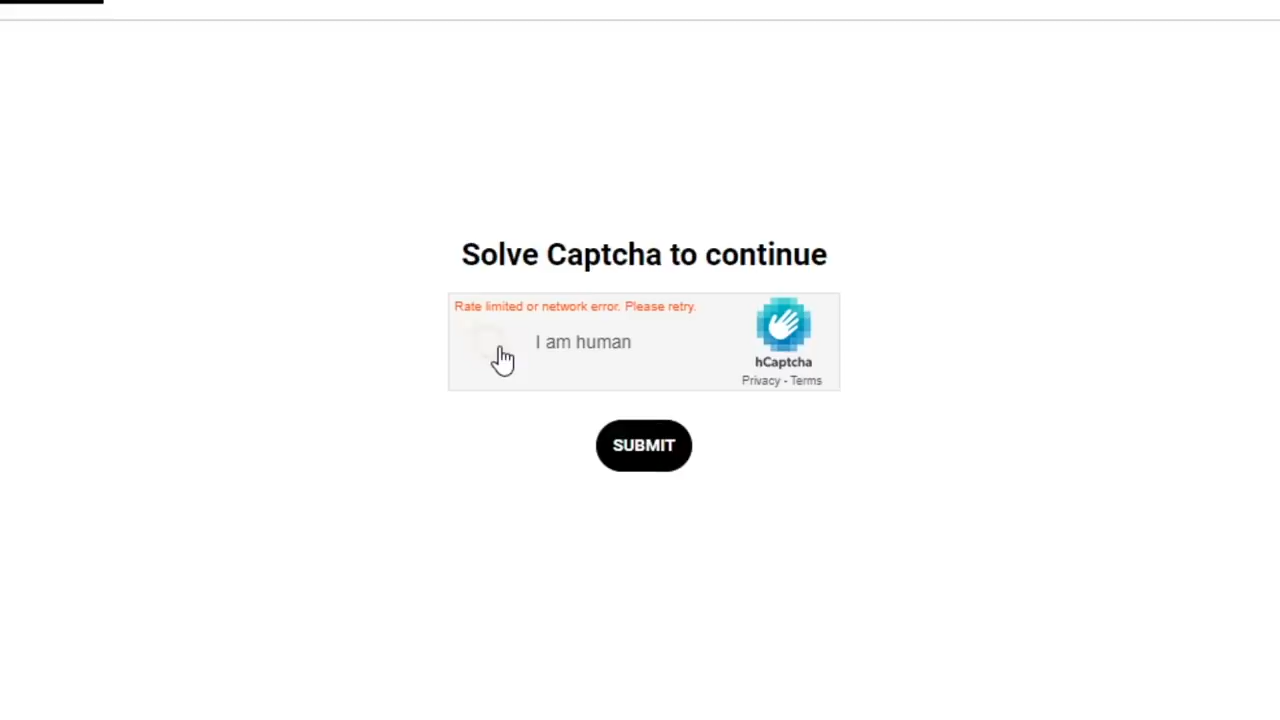 Solve Captcha to continue
Rate limited or network error. Please retry.
I am human
hCaptcha
Privacy - Terms
SUBMIT